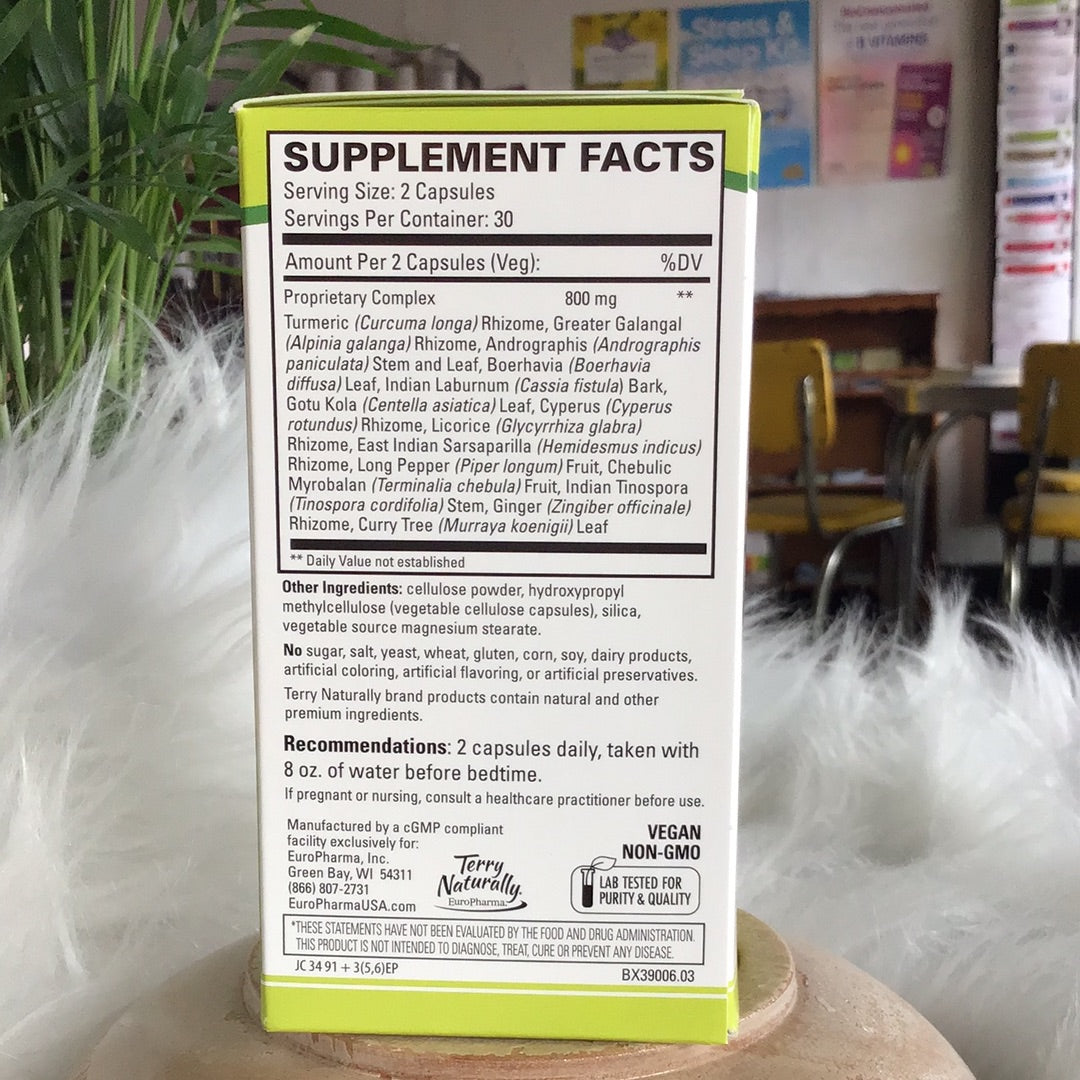 Stress &
Sleep Kit
B VITAMINS
SUPPLEMENT FACTS
Serving Size: 2 Capsules
Servings Per Container: 30
Amount Per 2 Capsules (Veg): %DV
Proprietary Complex 800 mg **
Turmeric (Curcuma longa) Rhizome, Greater Galangal
(Alpinia galanga) Rhizome, Andrographis (Andrographis
paniculata) Stem and Leaf, Boerhavia (Boerhavia
diffusa) Leaf, Indian Laburnum (Cassia fistula) Bark,
Gotu Kola (Centella asiatica) Leaf, Cyperus (Cyperus
rotundus) Rhizome, Licorice (Glycyrrhiza glabra)
Rhizome, East Indian Sarsaparilla (Hemidesmus indicus)
Rhizome, Long Pepper (Piper longum) Fruit, Chebulic
Myrobalan (Terminalia chebula) Fruit, Indian Tinospora
(Tinospora cordifolia) Stem, Ginger (Zingiber officinale)
Rhizome, Curry Tree (Murraya koenigii) Leaf
** Daily Value not established
Other Ingredients: cellulose powder, hydroxypropyl
methylcellulose (vegetable cellulose capsules), silica,
vegetable source magnesium stearate.
No sugar, salt, yeast, wheat, gluten, corn, soy, dairy products,
artificial coloring, artificial flavoring, or artificial preservatives.
Terry Naturally brand products contain natural and other
premium ingredients.
Recommendations: 2 capsules daily, taken with
8 oz. of water before bedtime.
If pregnant or nursing, consult a healthcare practitioner before use.
Manufactured by a cGMP compliant
facility exclusively for:
EuroPharma, Inc.
Green Bay, WI 54311
(866) 807-2731
EuroPharmaUSA.com
Terry
Naturally.
EuroPharma.
VEGAN
NON-GMO
LAB TESTED FOR
PURITY & QUALITY
*THESE STATEMENTS HAVE NOT BEEN EVALUATED BY THE FOOD AND DRUG ADMINISTRATION.
THIS PRODUCT IS NOT INTENDED TO DIAGNOSE, TREAT, CURE OR PREVENT ANY DISEASE.
JC 34 91 + 3(5,6)EP
BX39006.03